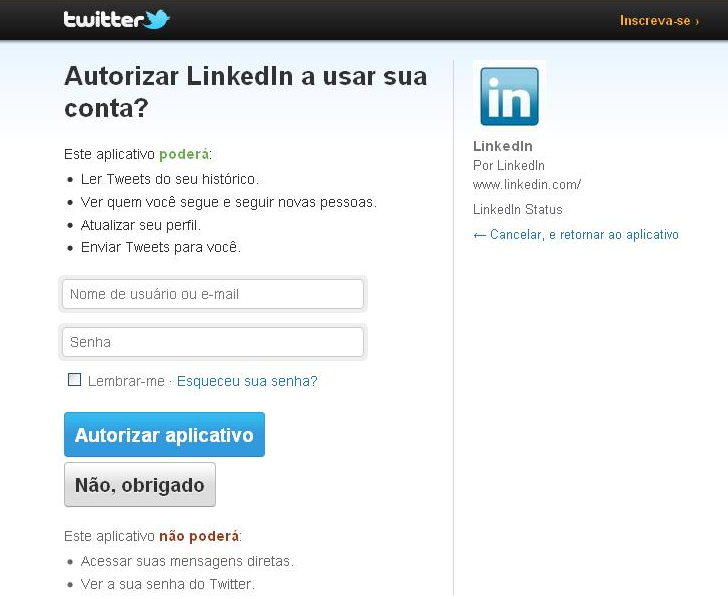 twitter
Inscreva-se ›
Autorizar LinkedIn a usar sua
conta?
Este aplicativo poderá:
• Ler Tweets do seu histórico.
• Ver quem você segue e seguir novas pessoas.
• Atualizar seu perfil.
• Enviar Tweets para você.
Nome de usuário ou e-mail
Senha
Lembrar-me · Esqueceu sua senha?
Autorizar aplicativo
Não, obrigado
Este aplicativo não poderá:
• Acessar suas mensagens diretas.
• Ver a sua senha do Twitter.
in
LinkedIn
Por LinkedIn
www.linkedin.com/
LinkedIn Status
← Cancelar, e retornar ao aplicativo